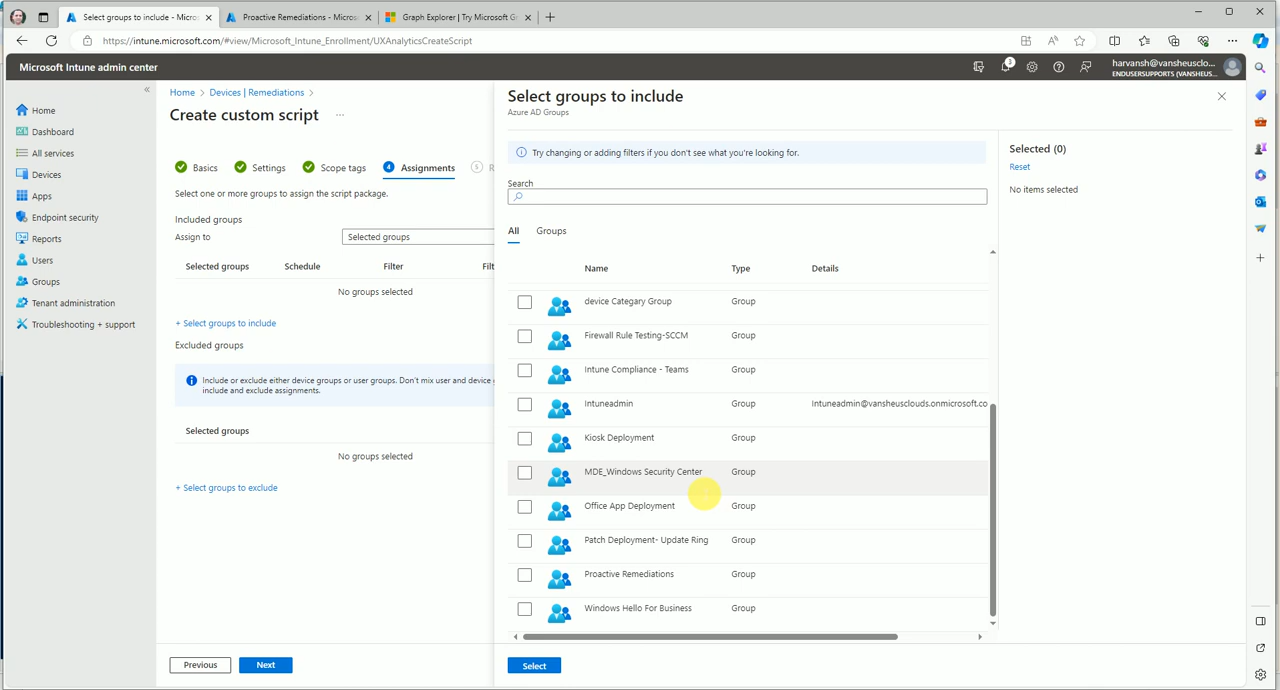 Select groups to include - Micros
Proactive Remediations - Micros
Graph Explorer | Try Microsoft Gr
https://intune.microsoft.com/#view/Microsoft_Intune_Enrollment/UXAnalyticsCreateScript
Microsoft Intune admin center
3
harvansh@vansheusclo...
ENDUSERSUPPORTS (VANSHEUS...
Home
Dashboard
All services
Devices
Apps
Endpoint security
Reports
Users
Groups
Tenant administration
Troubleshooting + support
Home > Devices | Remediations >
Create custom script ...
Basics
Settings
Scope tags
4 Assignments
5 R
Select one or more groups to assign the script package.
Included groups
Assign to
Selected groups
Selected groups Schedule Filter Filt
No groups selected
+ Select groups to include
Excluded groups
Include or exclude either device groups or user groups. Don't mix user and device g
include and exclude assignments.
Selected groups
No groups selected
+ Select groups to exclude
Previous
Next
Select groups to include
Azure AD Groups
Try changing or adding filters if you don't see what you're looking for.
Search
All
Groups
Name Type Details
device Categary Group Group
Firewall Rule Testing-SCCM Group
Intune Compliance - Teams Group
Intuneadmin Group Intuneadmin@vansheusclouds.onmicrosoft.co
Kiosk Deployment Group
MDE_Windows Security Center Group
Office App Deployment Group
Patch Deployment- Update Ring Group
Proactive Remediations Group
Windows Hello For Business Group
Select
Selected (0)
Reset
No items selected